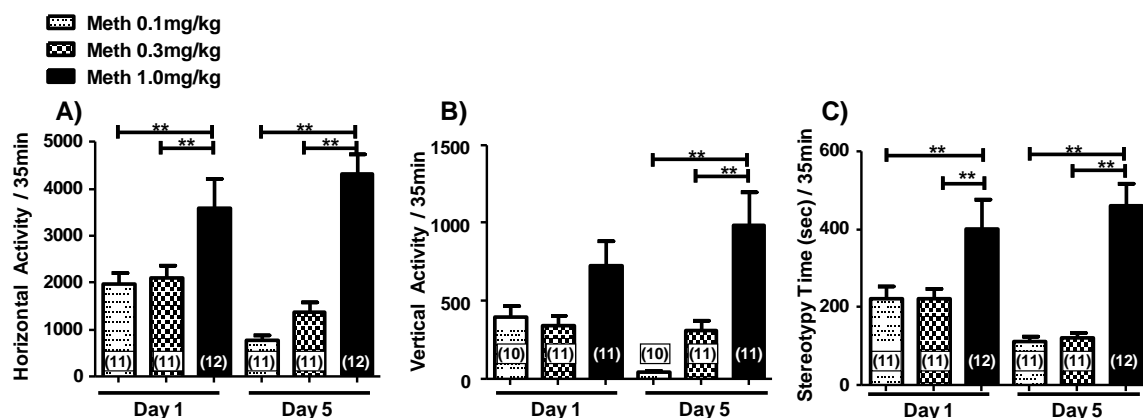 Meth 0.1mg/kg
Meth 0.3mg/kg
Meth 1.0mg/kg
A)
Horizontal Activity / 35min
5000
4000
3000
2000
1000
0
** **
** **
(11) (11) (12) (11) (11) (12)
Day 1 Day 5
B)
Vertical Activity / 35min
1500
1000
500
0
**
**
(10) (11) (11) (10) (11) (11)
Day 1 Day 5
C)
Stereotypy Time (sec) / 35min
600
400
200
0
** **
** **
(11) (11) (12) (11) (11) (12)
Day 1 Day 5